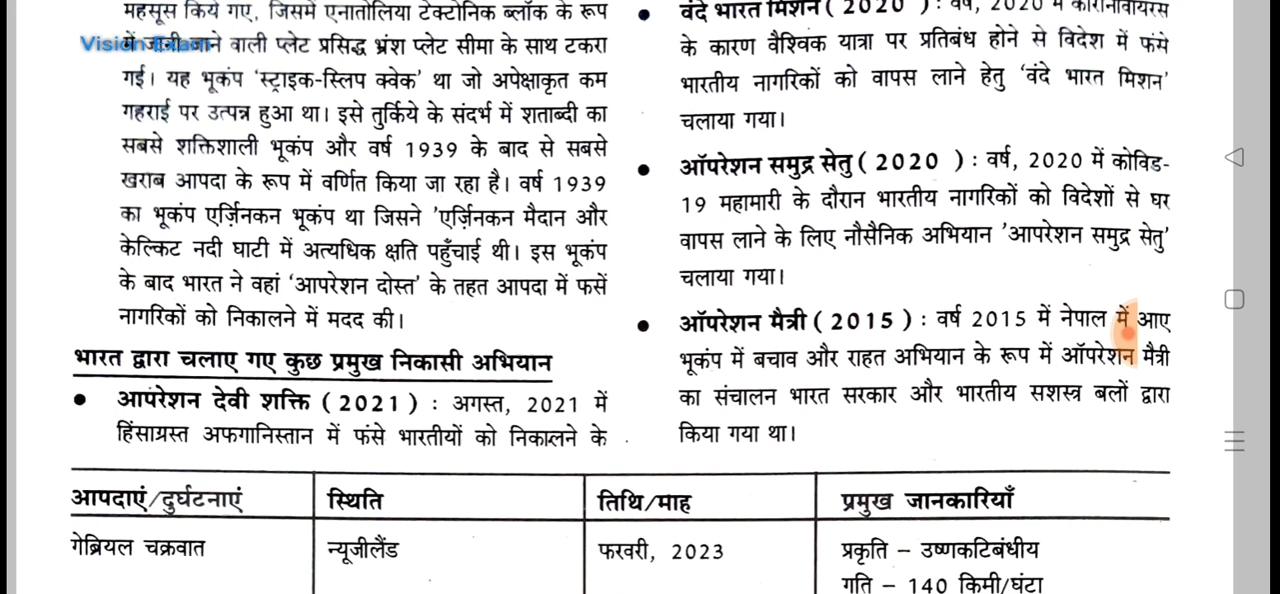 महसूस किये गए, जिसमें एनातोलिया टेक्टोनिक ब्लॉक के रूप
Vision Exam
में जानी जाने वाली प्लेट प्रसिद्ध भ्रंश प्लेट सीमा के साथ टकरा
गई। यह भूकंप 'स्ट्राइक-स्लिप क्वेक' था जो अपेक्षाकृत कम
गहराई पर उत्पन्न हुआ था। इसे तुर्किये के संदर्भ में शताब्दी का
सबसे शक्तिशाली भूकंप और वर्ष 1939 के बाद से सबसे
खराब आपदा के रूप में वर्णित किया जा रहा है। वर्ष 1939
का भूकंप एर्ज़िनकन भूकंप था जिसने 'एर्ज़िनकन मैदान और
केल्किट नदी घाटी में अत्यधिक क्षति पहुँचाई थी। इस भूकंप
के बाद भारत ने वहां 'आपरेशन दोस्त' के तहत आपदा में फसें
नागरिकों को निकालने में मदद की।
भारत द्वारा चलाए गए कुछ प्रमुख निकासी अभियान
● आपरेशन देवी शक्ति ( 2021 ) : अगस्त, 2021 में
हिंसाग्रस्त अफगानिस्तान में फंसे भारतीयों को निकालने के
● वंदे भारत मिशन ( 2020 ) : वर्ष, 2020 में कोरोनावायरस
के कारण वैश्विक यात्रा पर प्रतिबंध होने से विदेश में फंसे
भारतीय नागरिकों को वापस लाने हेतु 'वंदे भारत मिशन'
चलाया गया।
● ऑपरेशन समुद्र सेतु ( 2020 ) : वर्ष, 2020 में कोविड-
19 महामारी के दौरान भारतीय नागरिकों को विदेशों से घर
वापस लाने के लिए नौसैनिक अभियान 'आपरेशन समुद्र सेतु'
चलाया गया।
● ऑपरेशन मैत्री ( 2015 ) : वर्ष 2015 में नेपाल में आए
भूकंप में बचाव और राहत अभियान के रूप में ऑपरेशन मैत्री
का संचालन भारत सरकार और भारतीय सशस्त्र बलों द्वारा
किया गया था।
आपदाएं/दुर्घटनाएं स्थिति तिथि/माह प्रमुख जानकारियाँ
गेब्रियल चक्रवात न्यूजीलैंड फरवरी, 2023 प्रकृति – उष्णकटिबंधीय
गति – 140 किमी/घंटा